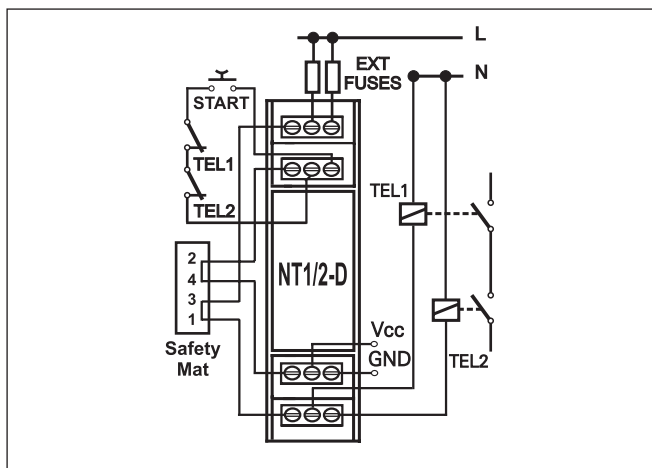 L
EXT
FUSES
N
START
TEL1
TEL2
TEL1
NT1/2-D
2
4
3
1
Safety
Mat
Vcc
GND
TEL2